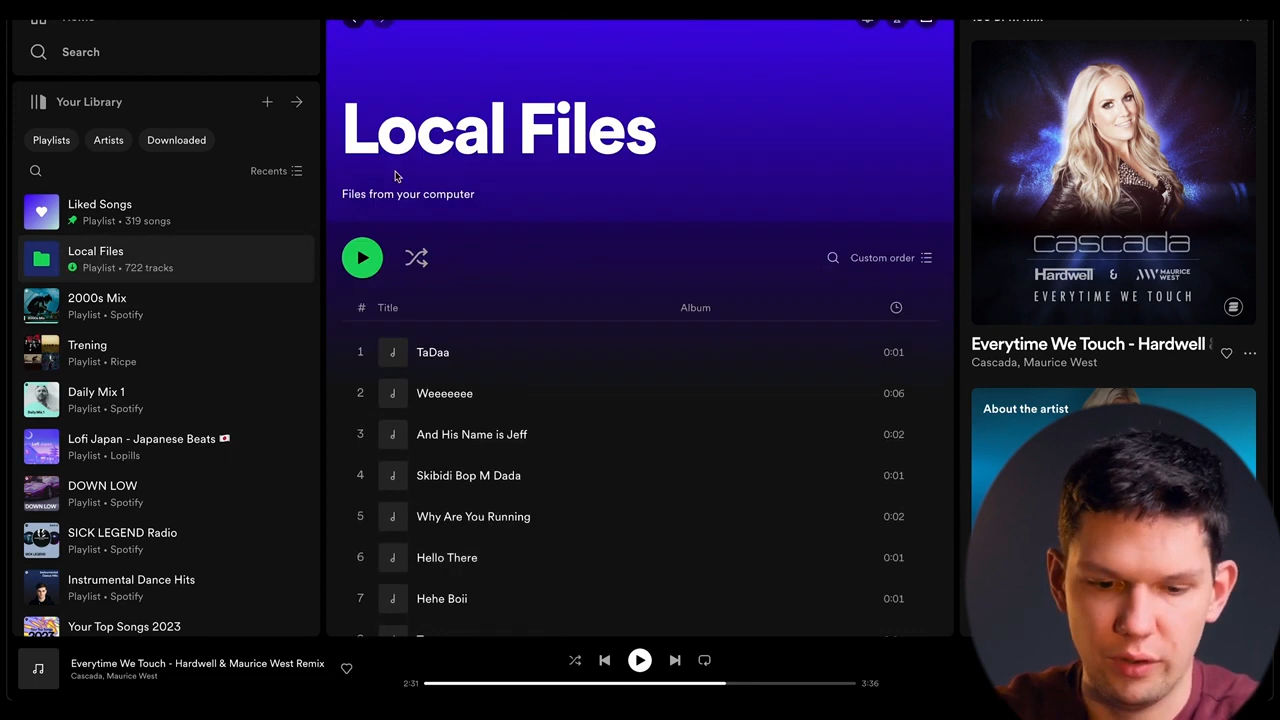 Search
Your Library
Playlists
Artists
Downloaded
Recents
Liked Songs
Playlist • 319 songs
Local Files
Playlist • 722 tracks
2000s Mix
Playlist • Spotify
Trening
Playlist • Ricpe
Daily Mix 1
Playlist • Spotify
Lofi Japan - Japanese Beats 🇯🇵
Playlist • Lopills
DOWN LOW
Playlist • Spotify
SICK LEGEND Radio
Playlist • Spotify
Instrumental Dance Hits
Playlist • Spotify
Your Top Songs 2023
Local Files
Files from your computer
Custom order
# Title Album
1 TaDaa 0:01
2 Weeeeeee 0:06
3 And His Name is Jeff 0:02
4 Skibidi Bop M Dada 0:01
5 Why Are You Running 0:02
6 Hello There 0:01
7 Hehe Boii 0:01
cascada
Hardwell & MAURICE WEST
EVERYTIME WE TOUCH
Everytime We Touch - Hardwell &
Cascada, Maurice West
About the artist
Everytime We Touch - Hardwell & Maurice West Remix
Cascada, Maurice West
2:31
3:36